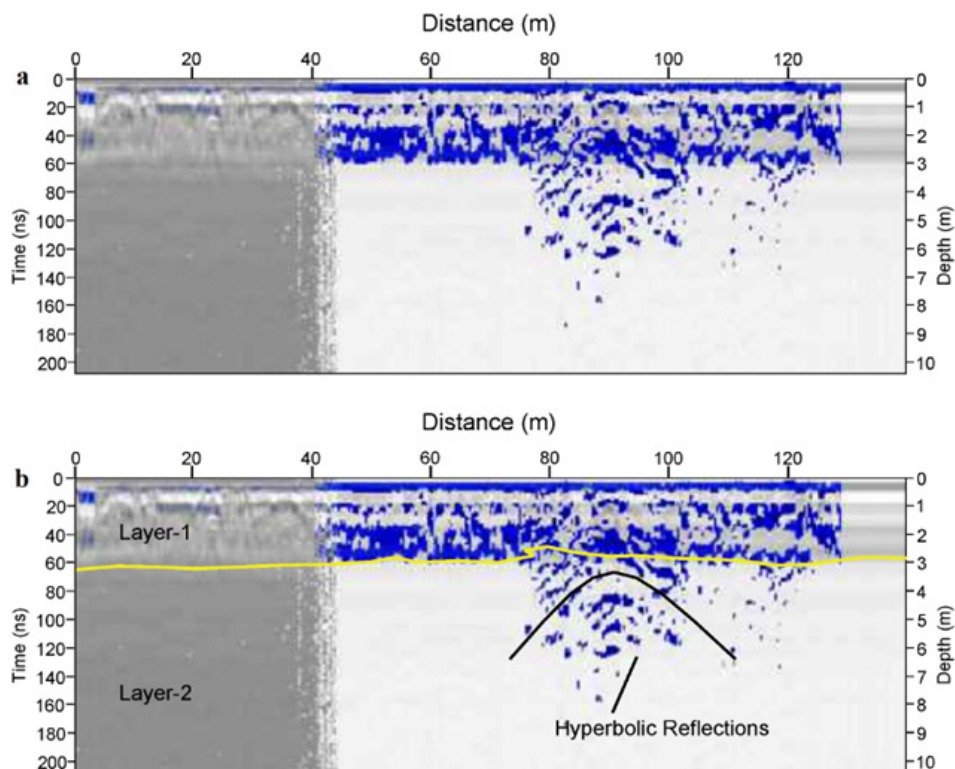 Distance (m)
0 20 40 60 80 100 120
a
0 20 40 60 80 100 120 140 160 180 200
Time (ns)
0 1 2 3 4 5 6 7 8 9 10
Depth (m)
Distance (m)
0 20 40 60 80 100 120
b
0 20 40 60 80 100 120 140 160 180 200
Time (ns)
Layer-1
Layer-2
Hyperbolic Reflections
0 1 2 3 4 5 6 7 8 9 10
Depth (m)